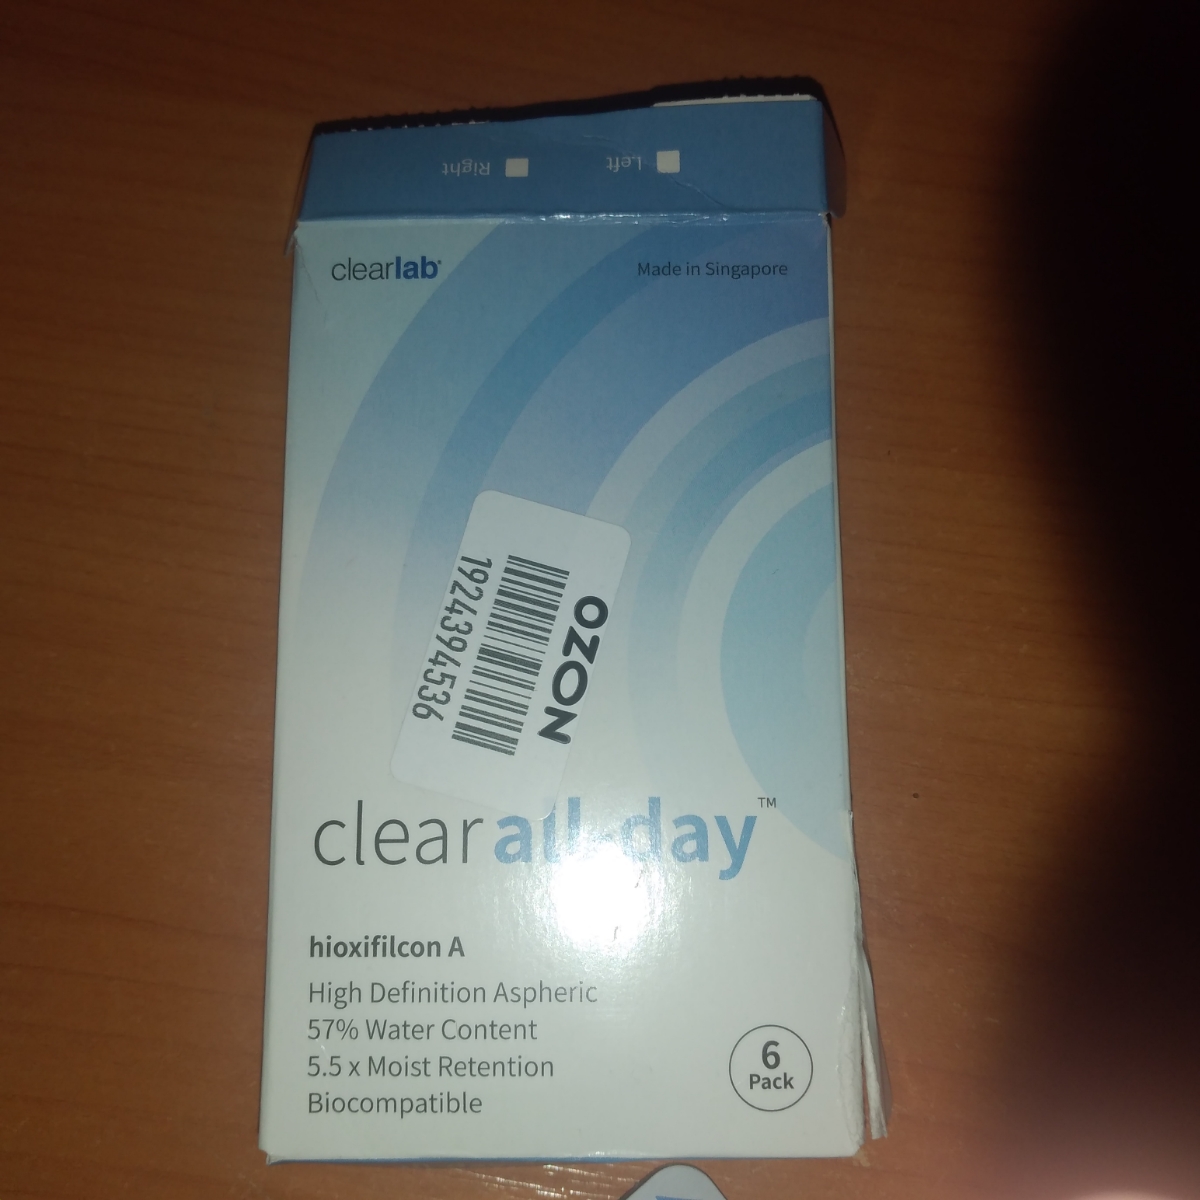 Right Left
clearlab
Made in Singapore
OZON
1924394536
clear all-day™
hioxifilcon A
High Definition Aspheric
57% Water Content
5.5 x Moist Retention
Biocompatible
6
Pack